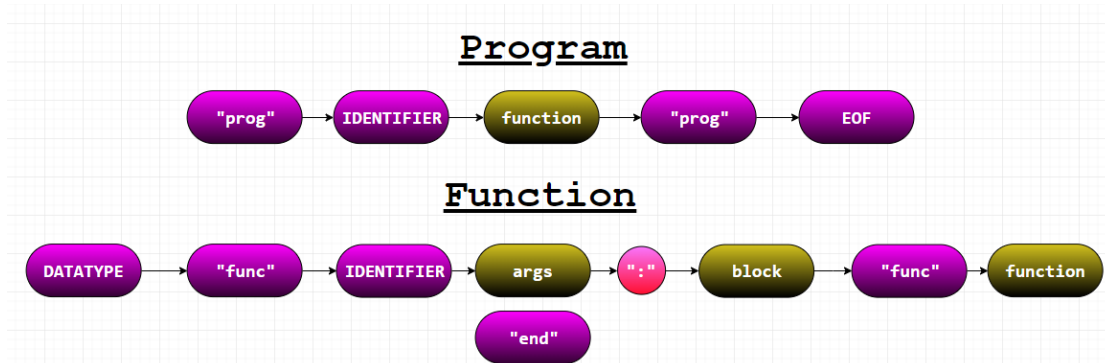 Program
"prog" IDENTIFIER function "prog" EOF
Function
DATATYPE "func" IDENTIFIER args ":" block "func" function
"end"